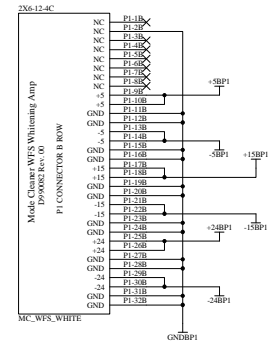 2X6-12-4C
NC P1-1B
NC P1-2B
NC P1-3B
NC P1-4B
NC P1-5B
NC P1-6B
NC P1-7B
NC P1-8B
+5 P1-9B
+5 P1-10B
GND P1-11B
GND P1-12B
-5 P1-13B
-5 P1-14B
GND P1-15B
GND P1-16B
+15 P1-17B
+15 P1-18B
GND P1-19B
GND P1-20B
-15 P1-21B
-15 P1-22B
GND P1-23B
GND P1-24B
+24 P1-25B
+24 P1-26B
GND P1-27B
GND P1-28B
-24 P1-29B
-24 P1-30B
GND P1-31B
GND P1-32B
Mode Cleaner WFS Whitening Amp
D990082 Rev. 00
P1 CONNECTOR B ROW
MC_WFS_WHITE
+5BP1
-5BP1
+15BP1
-15BP1
+24BP1
-24BP1
GNDBP1